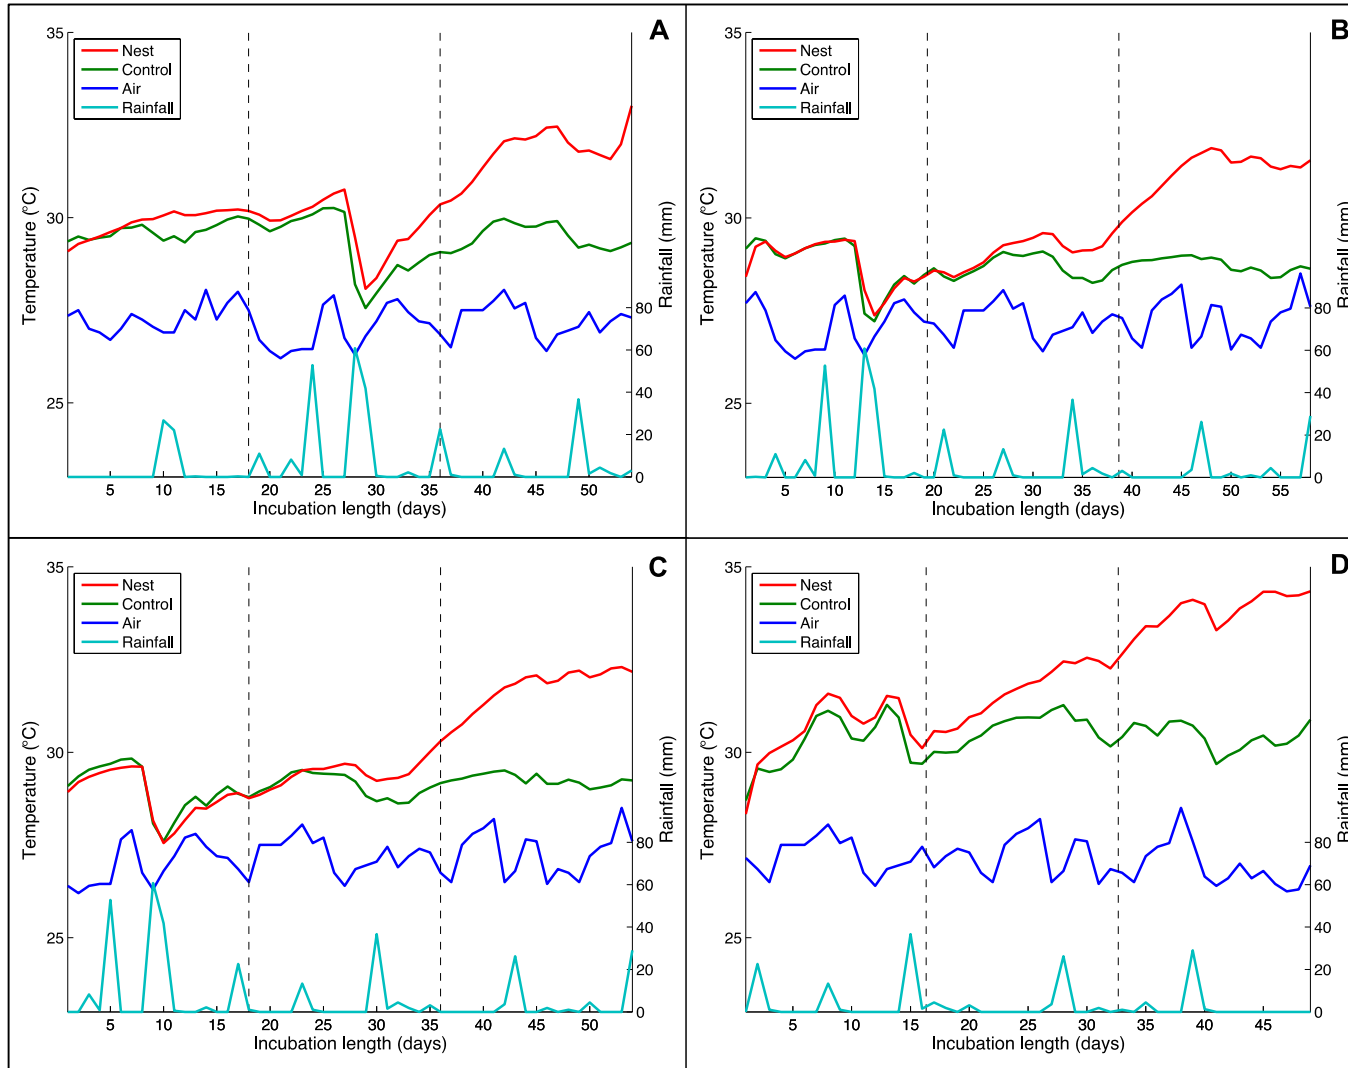 A
35
Nest
Control
Air
Rainfall
30
25
Temperature (°C)
80
60
40
20
0
Rainfall (mm)
5 10 15 20 25 30 35 40 45 50
Incubation length (days)
B
35
Nest
Control
Air
Rainfall
30
25
Temperature (°C)
80
60
40
20
0
Rainfall (mm)
5 10 15 20 25 30 35 40 45 50 55
Incubation length (days)
C
35
Nest
Control
Air
Rainfall
30
25
Temperature (°C)
80
60
40
20
0
Rainfall (mm)
5 10 15 20 25 30 35 40 45 50
Incubation length (days)
D
35
Nest
Control
Air
Rainfall
30
25
Temperature (°C)
80
60
40
20
0
Rainfall (mm)
5 10 15 20 25 30 35 40 45
Incubation length (days)